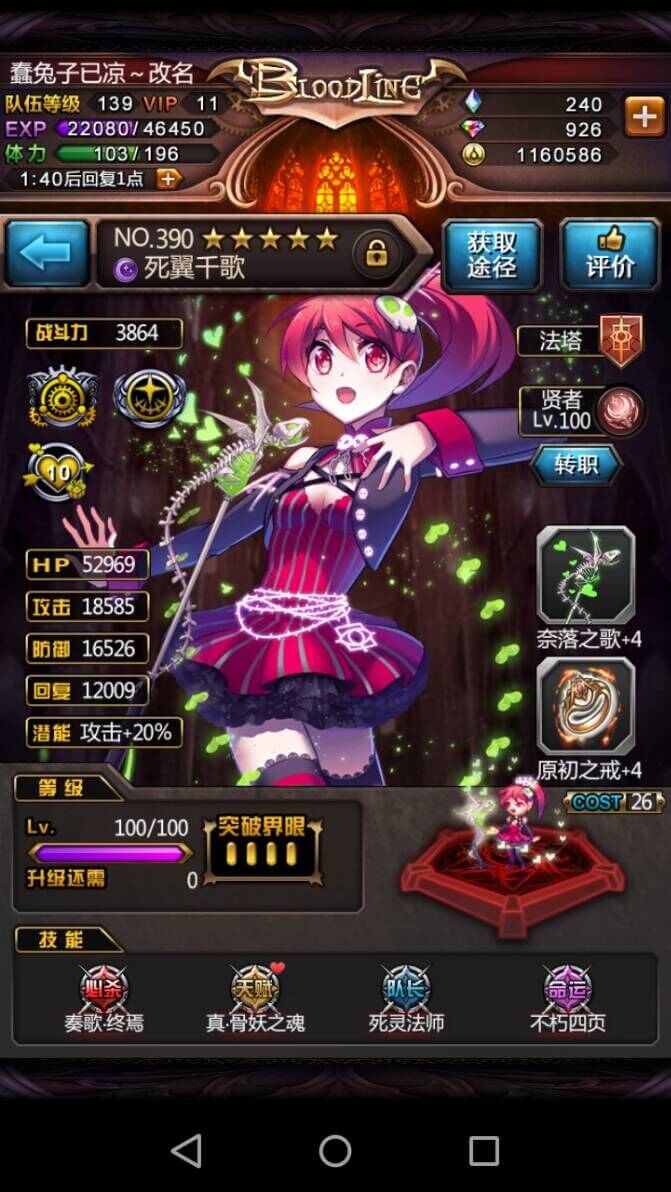 蠢兔子已凉～改名
BLOODLINE
队伍等级 139 VIP 11
240
EXP 22080/46450
926
体力 103/196
1160586
1:40后回复1点
NO.390
死翼千歌
获取
途径
评价
战斗力 3864
法塔
贤者
Lv.100
转职
10
HP 52969
攻击 18585
防御 16526
回复 12009
潜能 攻击+20%
奈落之歌+4
原初之戒+4
等级
COST 26
Lv. 100/100
突破界限
升级还需 0
技能
必杀
天赋
队长
命运
奏歌·终焉
真·骨妖之魂
死灵法师
不朽四页